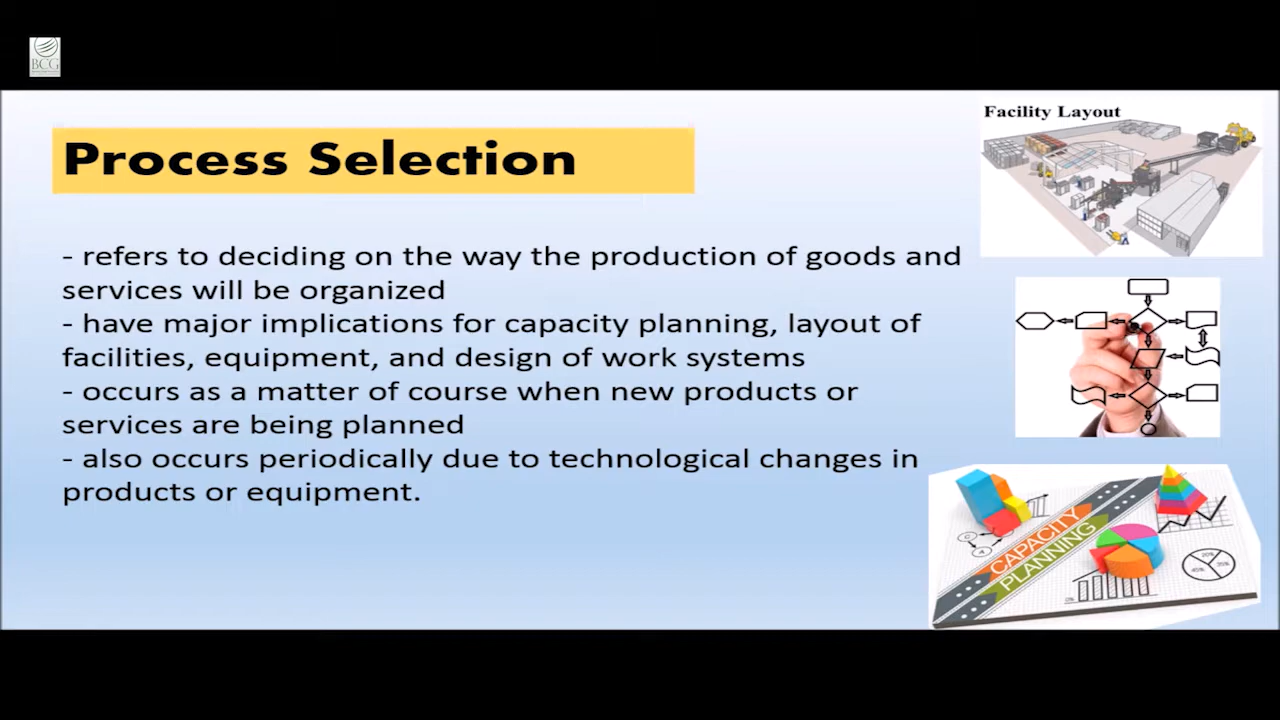 BCG
Process Selection
- refers to deciding on the way the production of goods and
services will be organized
- have major implications for capacity planning, layout of
facilities, equipment, and design of work systems
- occurs as a matter of course when new products or
services are being planned
- also occurs periodically due to technological changes in
products or equipment.
Facility Layout
CAPACITY
PLANNING
20%
45%
35%